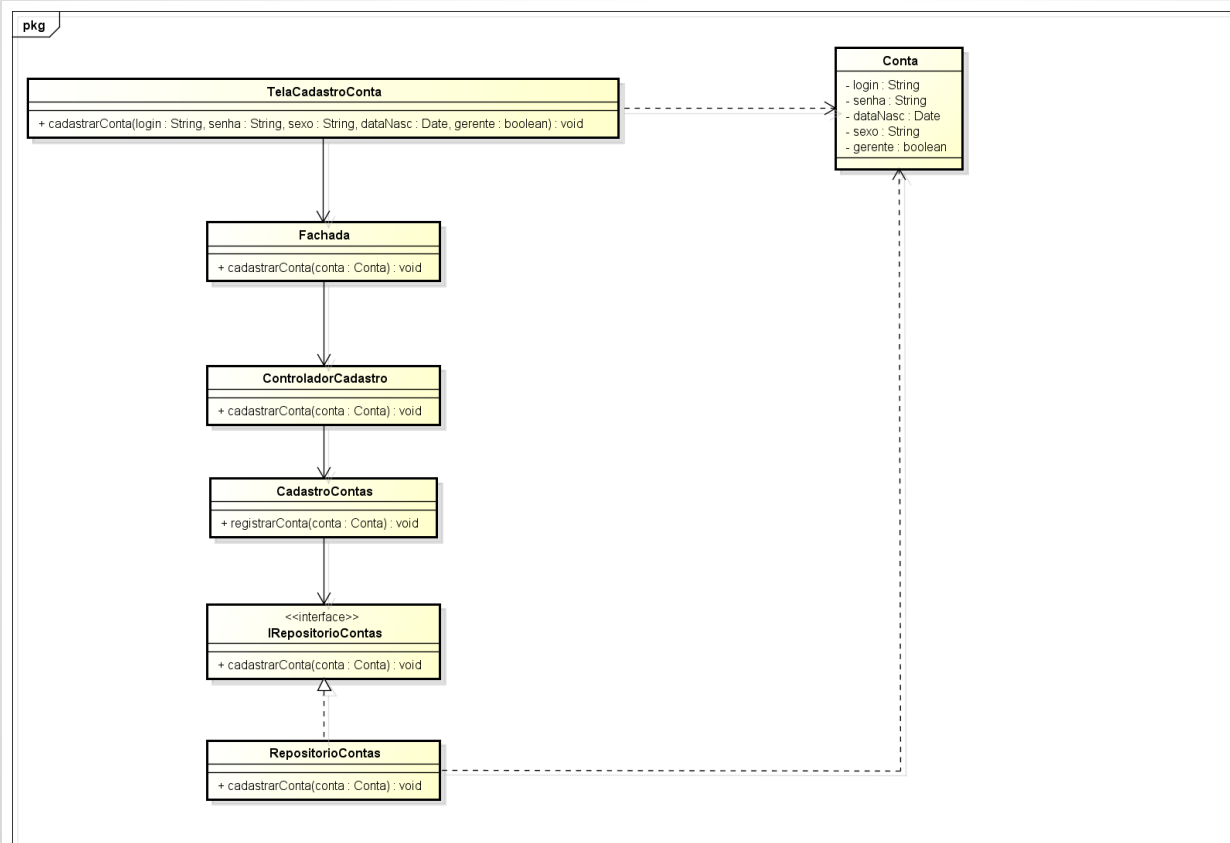 pkg
TelaCadastroConta
+ cadastrarConta(login : String, senha : String, sexo : String, dataNasc : Date, gerente : boolean) : void
Conta
- login : String
- senha : String
- dataNasc : Date
- sexo : String
- gerente : boolean
Fachada
+ cadastrarConta(conta : Conta) : void
ControladorCadastro
+ cadastrarConta(conta : Conta) : void
CadastroContas
+ registrarConta(conta : Conta) : void
<<interface>>
IRepositorioContas
+ cadastrarConta(conta : Conta) : void
RepositorioContas
+ cadastrarConta(conta : Conta) : void